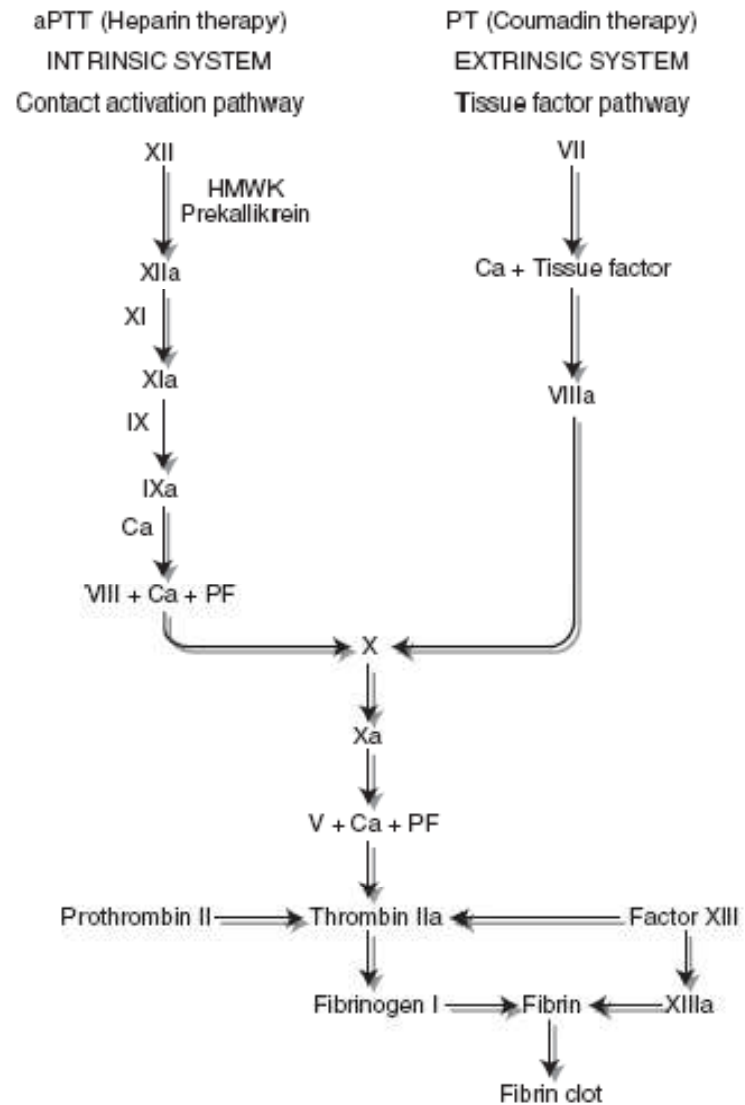 aPTT (Heparin therapy)
INTRINSIC SYSTEM
Contact activation pathway
XII
HMWK
Prekallikrein
XIIa
XI
XIa
IX
IXa
Ca
VIII + Ca + PF
PT (Coumadin therapy)
EXTRINSIC SYSTEM
Tissue factor pathway
VII
Ca + Tissue factor
VIIIa
X
Xa
V + Ca + PF
Prothrombin II
Thrombin IIa
Factor XIII
Fibrinogen I
Fibrin
XIIIa
Fibrin clot